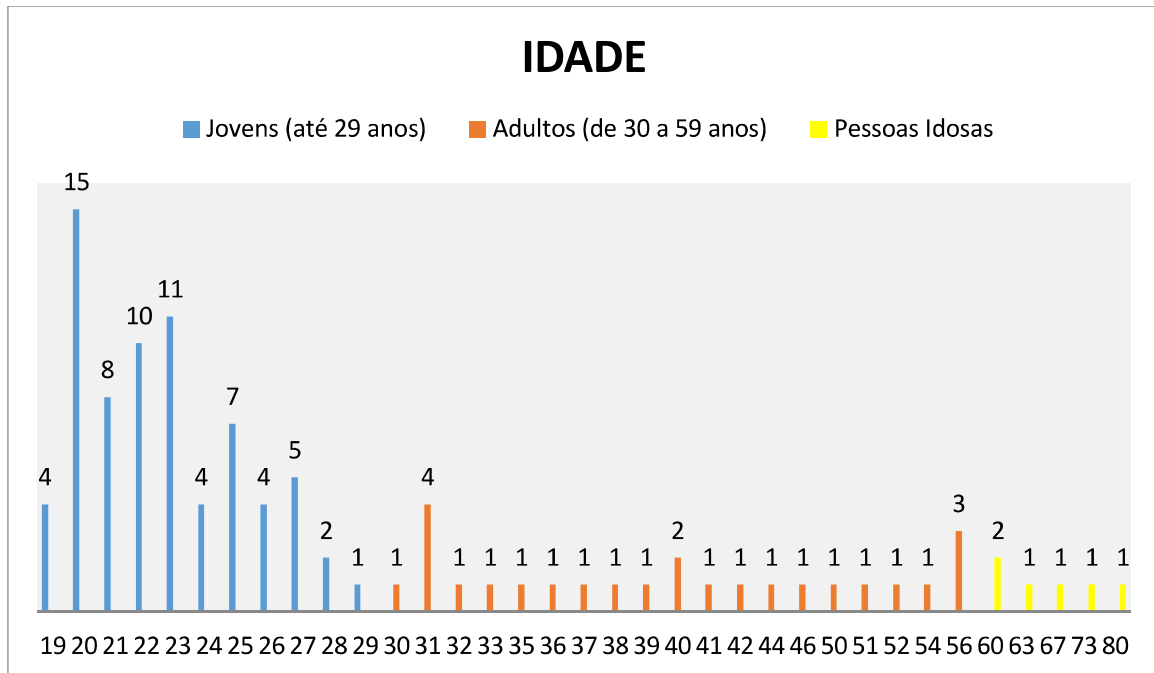 IDADE
Jovens (até 29 anos) Adultos (de 30 a 59 anos) Pessoas Idosas
4 15 8 10 11 4 7 4 5 2 1 1 4 1 1 1 1 1 1 1 2 1 1 1 1 1 1 1 1 3 2 1 1 1 1
19 20 21 22 23 24 25 26 27 28 29 30 31 32 33 35 36 37 38 39 40 41 42 44 46 50 51 52 54 56 60 63 67 73 80